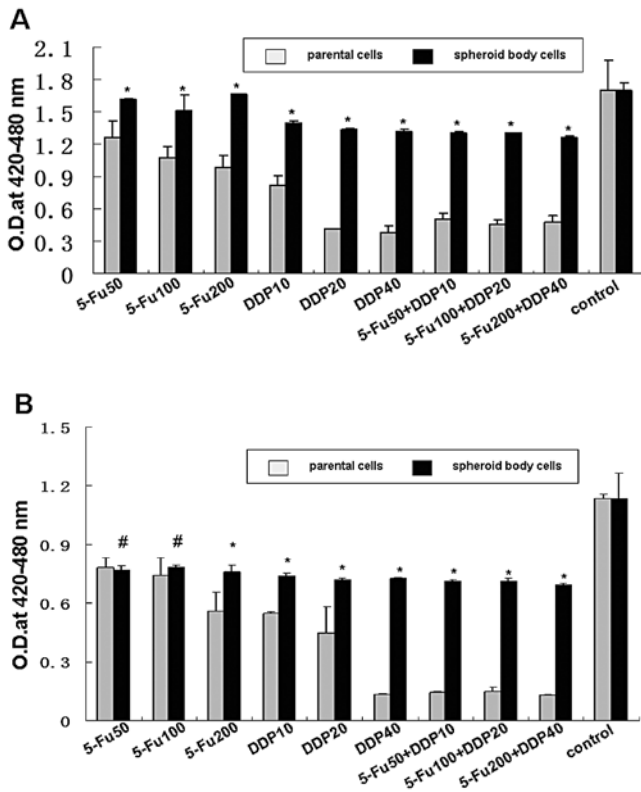 A
parental cells
spheroid body cells
O.D.at 420-480 nm
2.1
1.8
1.5
1.2
0.9
0.6
0.3
0
* * * * * * * * *
5-Fu50
5-Fu100
5-Fu200
DDP10
DDP20
DDP40
5-Fu50+DDP10
5-Fu100+DDP20
5-Fu200+DDP40
control
B
parental cells
spheroid body cells
O.D.at 420-480 nm
1.5
1.2
0.9
0.6
0.3
0
# # * * * * * * *
5-Fu50
5-Fu100
5-Fu200
DDP10
DDP20
DDP40
5-Fu50+DDP10
5-Fu100+DDP20
5-Fu200+DDP40
control